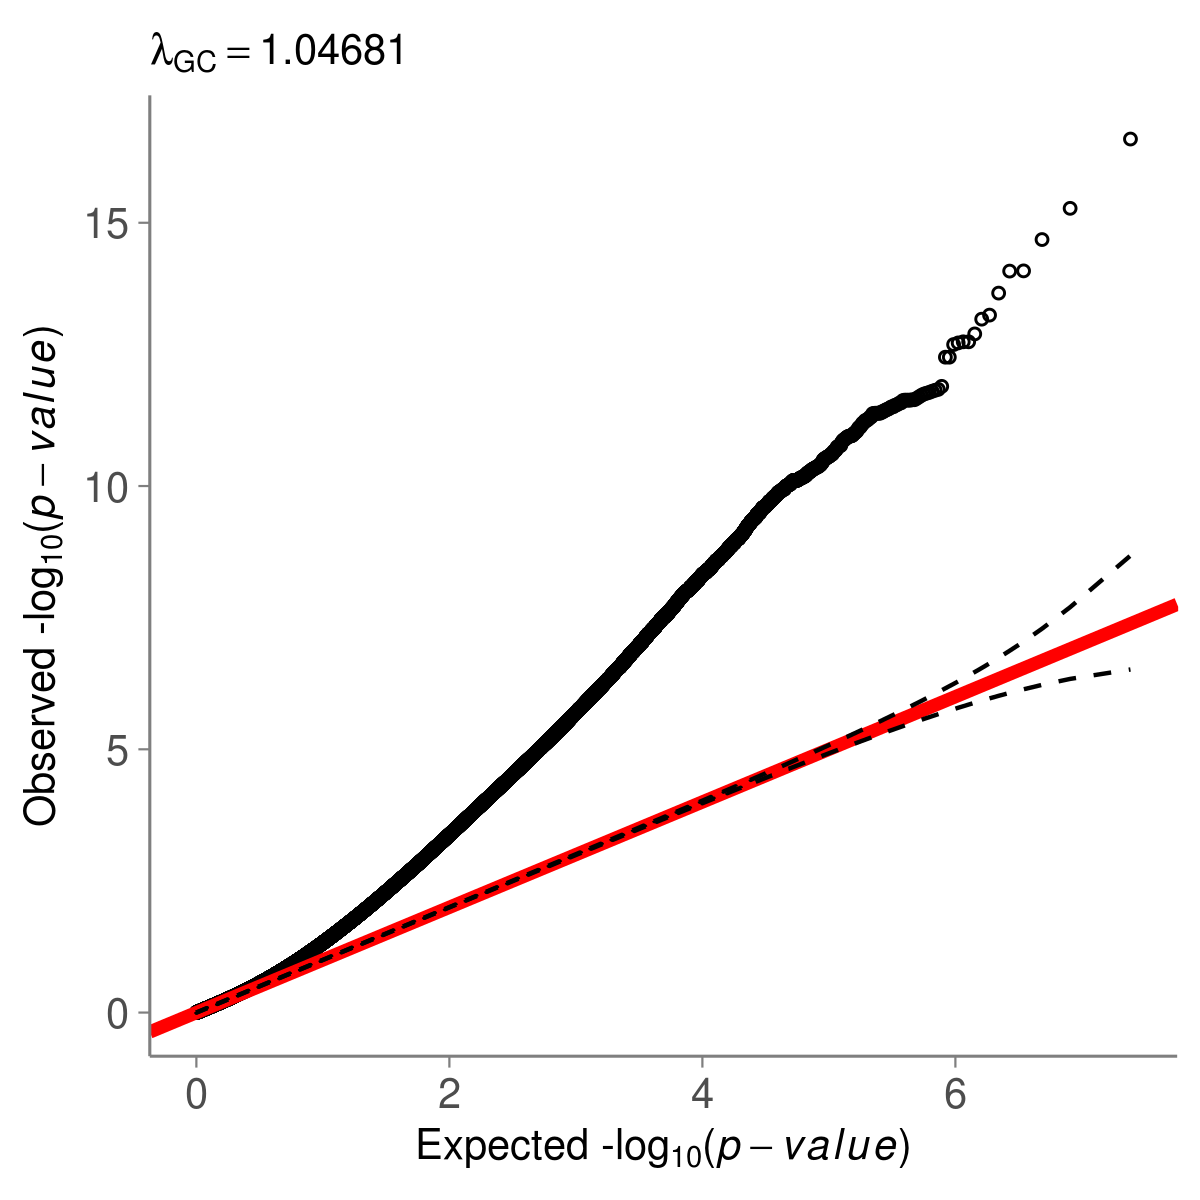 λGC = 1.04681
Observed -log10(p − value)
15
10
5
0
0 2 4 6
Expected -log10(p − value)